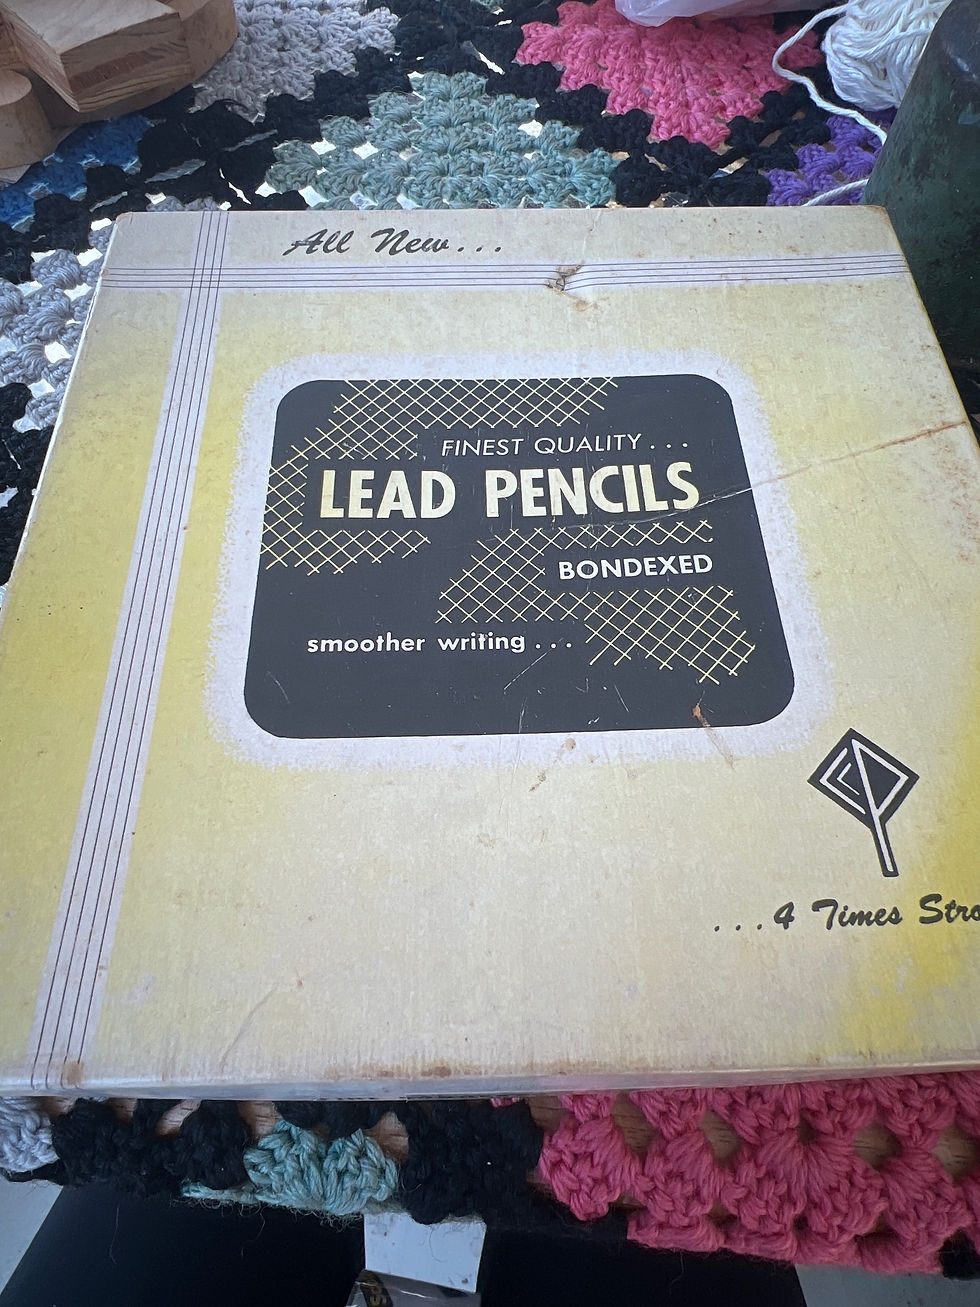 All New...
FINEST QUALITY...
LEAD PENCILS
BONDEXED
smoother writing...
...4 Times